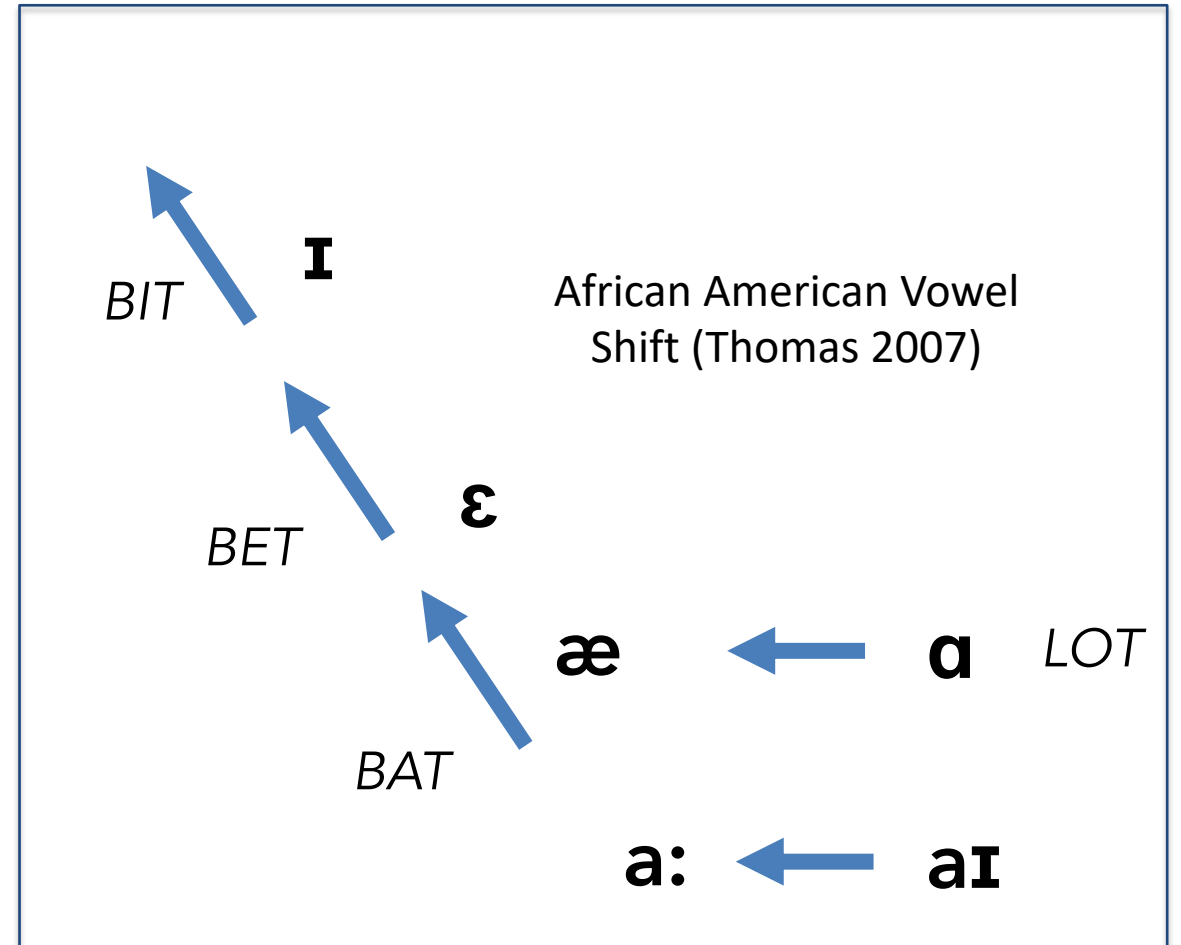 ɪ
BIT
African American Vowel
Shift (Thomas 2007)
ɛ
BET
æ
ɑ LOT
BAT
a: aɪ